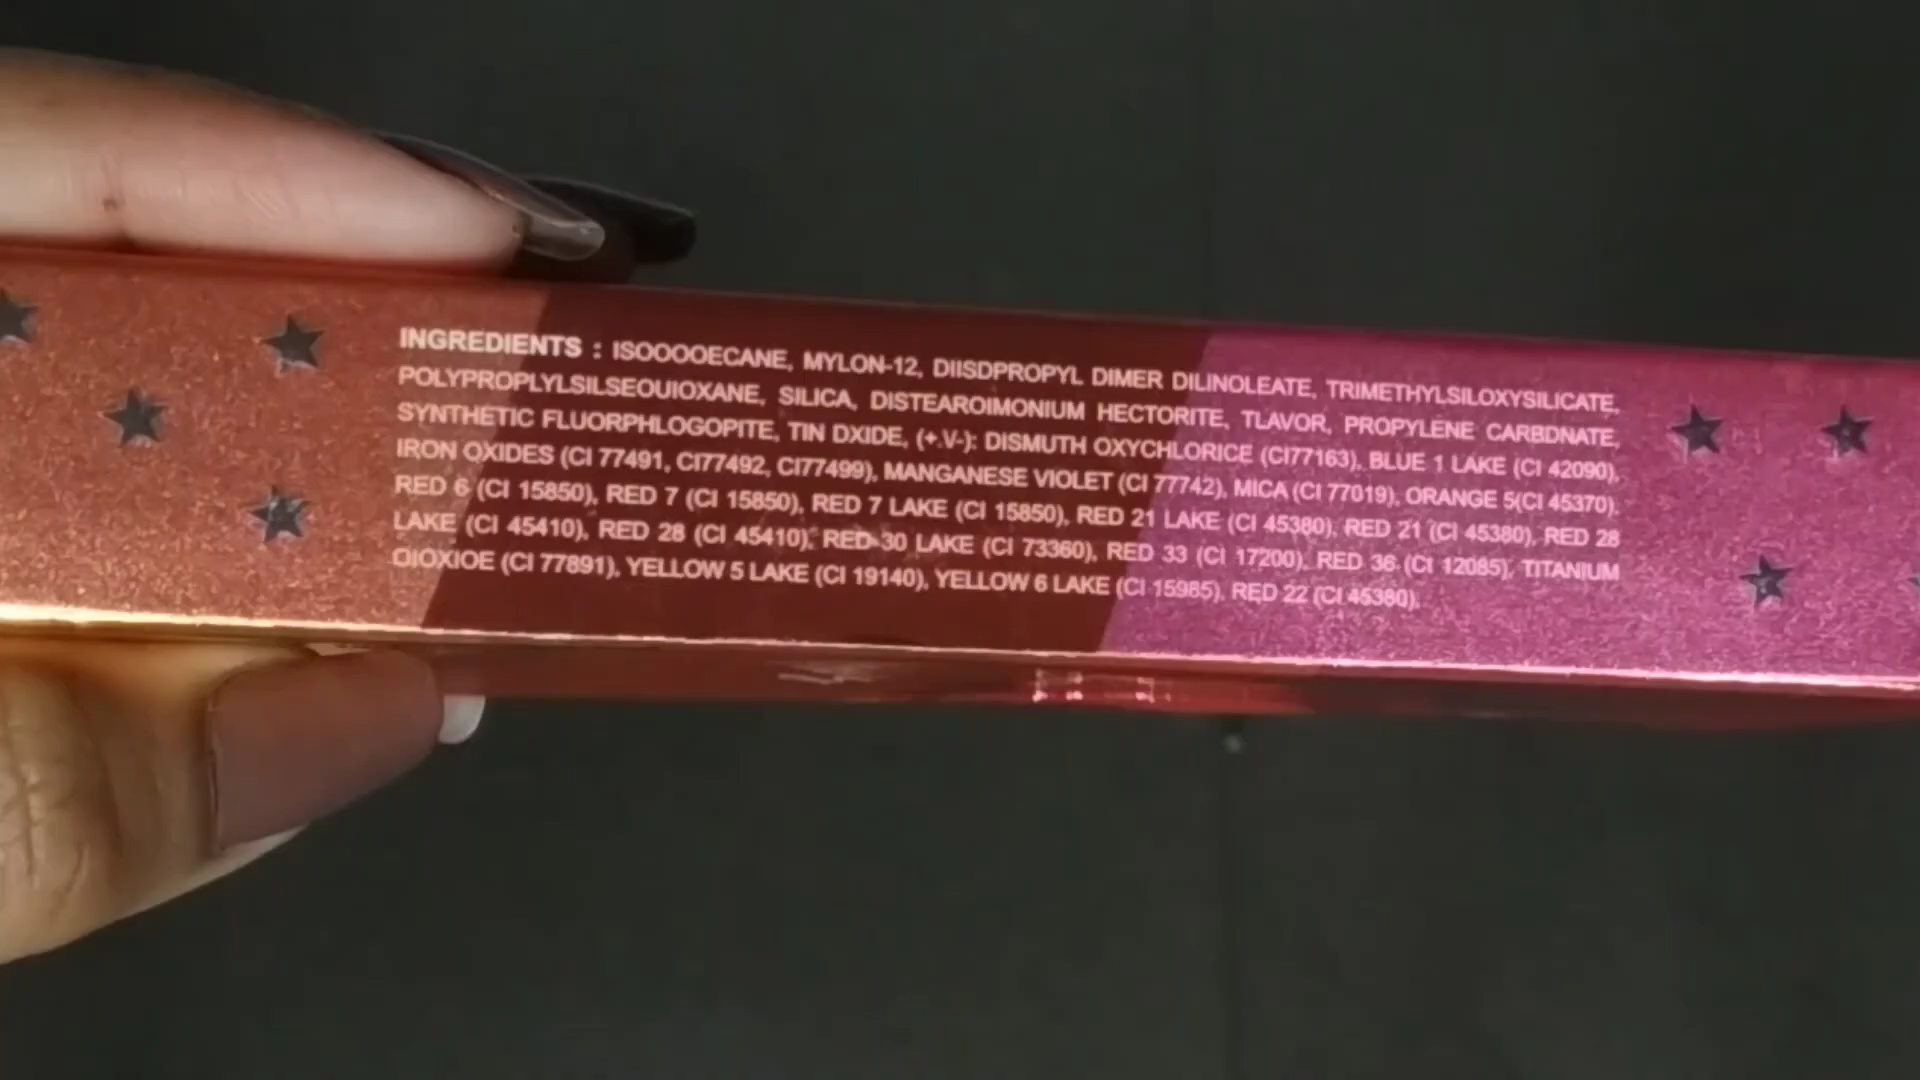 INGREDIENTS : ISOOOOECANE, MYLON-12, DIISDPROPYL DIMER DILINOLEATE, TRIMETHYLSILOXYSILICATE,
POLYPROPLYLSILSEOUIOXANE, SILICA, DISTEAROIMONIUM HECTORITE, TLAVOR, PROPYLENE CARBDNATE,
SYNTHETIC FLUORPHLOGOPITE, TIN DXIDE, (+.V-): DISMUTH OXYCHLORICE (CI77163), BLUE 1 LAKE (CI 42090),
IRON OXIDES (CI 77491, CI77492, CI77499), MANGANESE VIOLET (CI 77742), MICA (CI 77019), ORANGE 5(CI 45370),
RED 6 (CI 15850), RED 7 (CI 15850), RED 7 LAKE (CI 15850), RED 21 LAKE (CI 45380), RED 21 (CI 45380), RED 28
LAKE (CI 45410), RED 28 (CI 45410), RED 30 LAKE (CI 73360), RED 33 (CI 17200), RED 36 (CI 12085), TITANIUM
DIOXIOE (CI 77891), YELLOW 5 LAKE (CI 19140), YELLOW 6 LAKE (CI 15985), RED 22 (CI 45380).